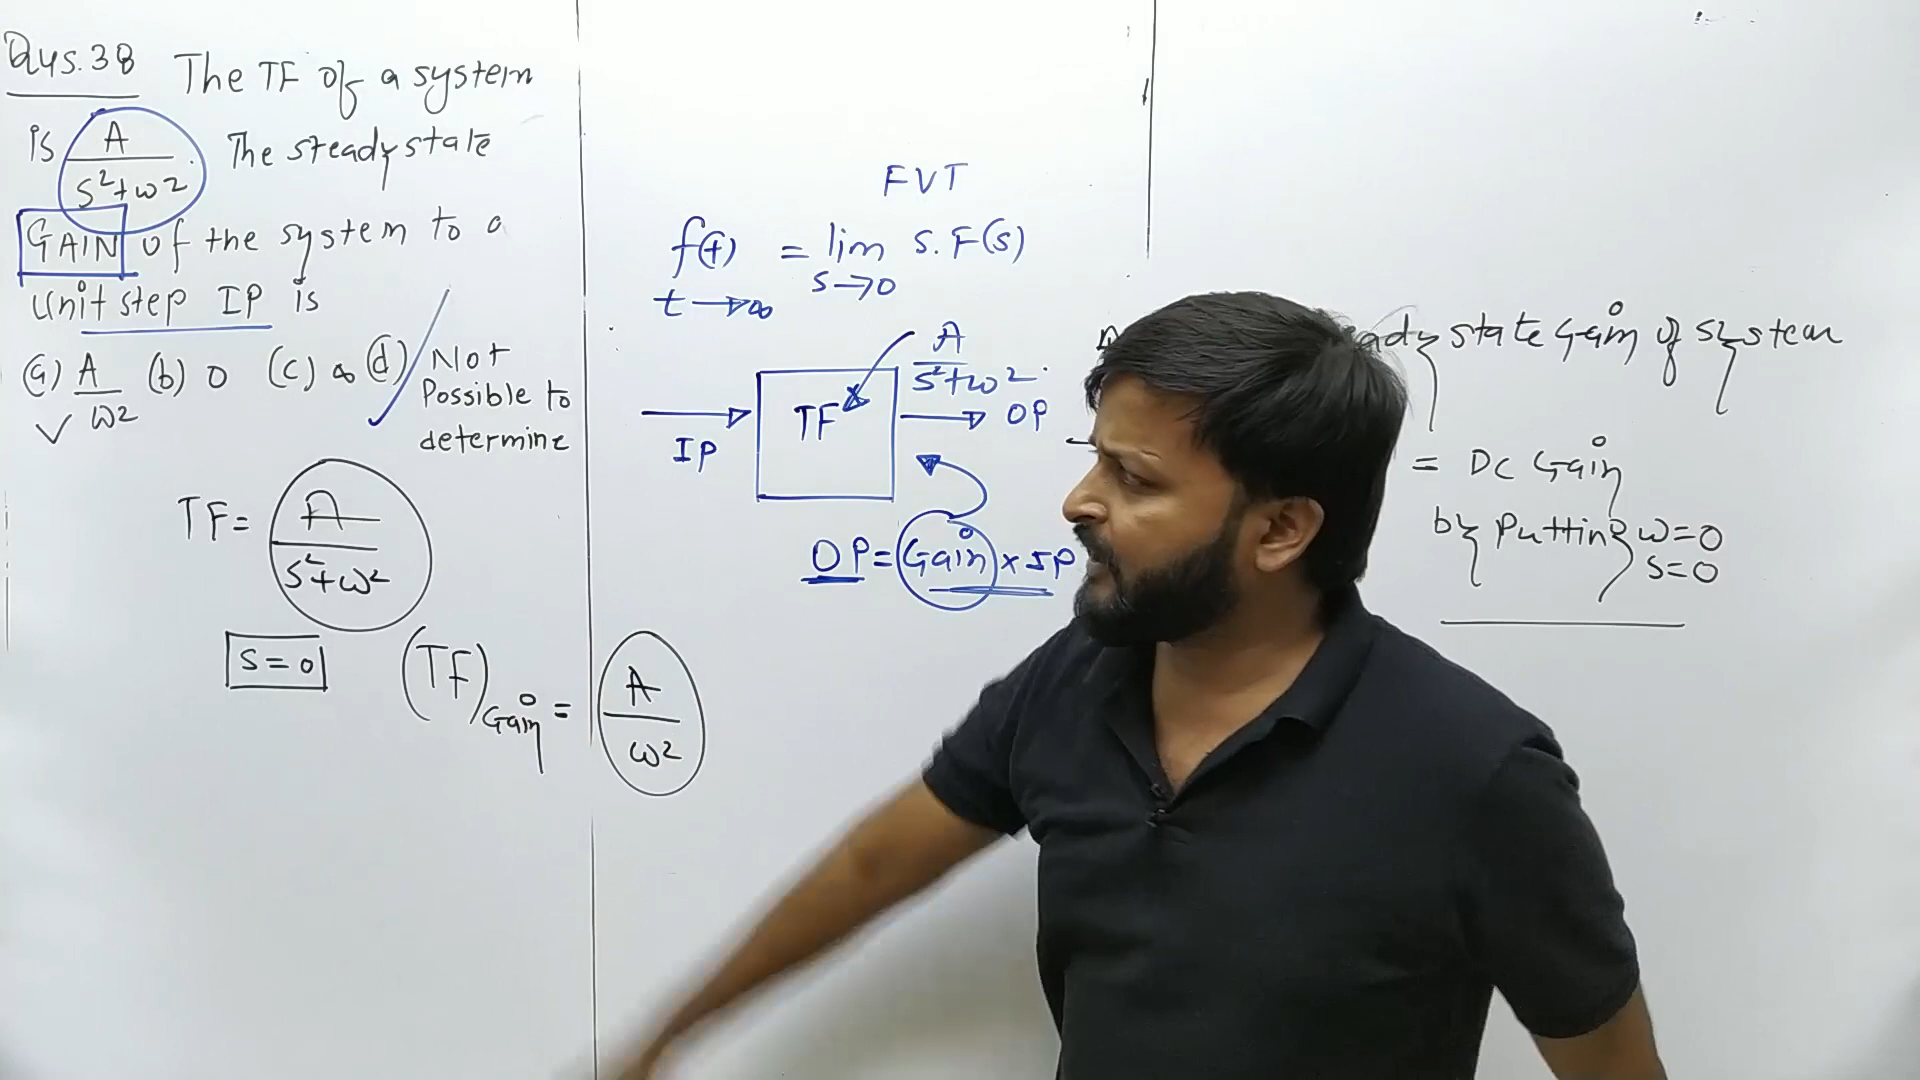 Qus.38 The TF of a system
is A/(s²+ω²). The steady state
GAIN of the system to a
unit step IP is
(a) A/ω² (b) 0 (c) ∞ (d) Not
Possible to
determine
TF = A/(s²+ω²)
s=0 (TF)Gain = A/ω²
FVT
f(t) = lim s.F(s)
t→∞ s→0
A/(s²+ω²)
IP TF OP
OP = Gain × IP
state Gain of System
= DC Gain
by Putting ω=0
s=0